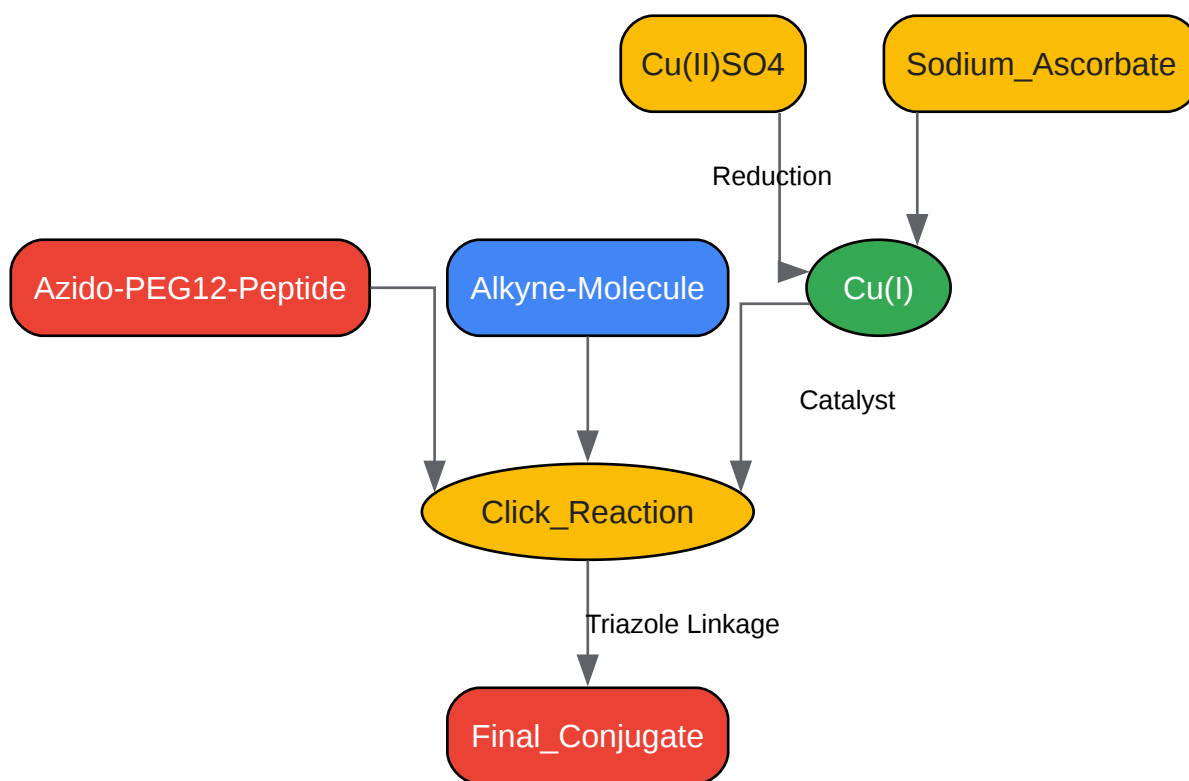 Cu(II)SO4
Sodium_Ascorbate
Reduction
Azido-PEG12-Peptide
Alkyne-Molecule
Cu(I)
Catalyst
Click_Reaction
Triazole Linkage
Final_Conjugate